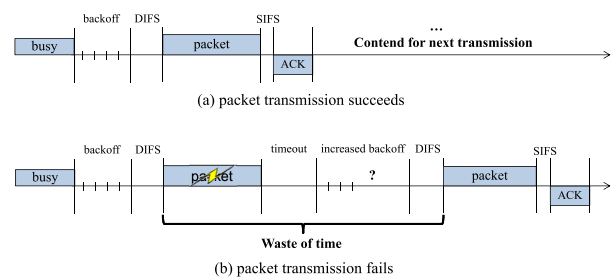 backoff DIFS SIFS
busy packet ACK
...
Contend for next transmission
(a) packet transmission succeeds
backoff DIFS timeout increased backoff DIFS SIFS
busy packet ? packet ACK
Waste of time
(b) packet transmission fails